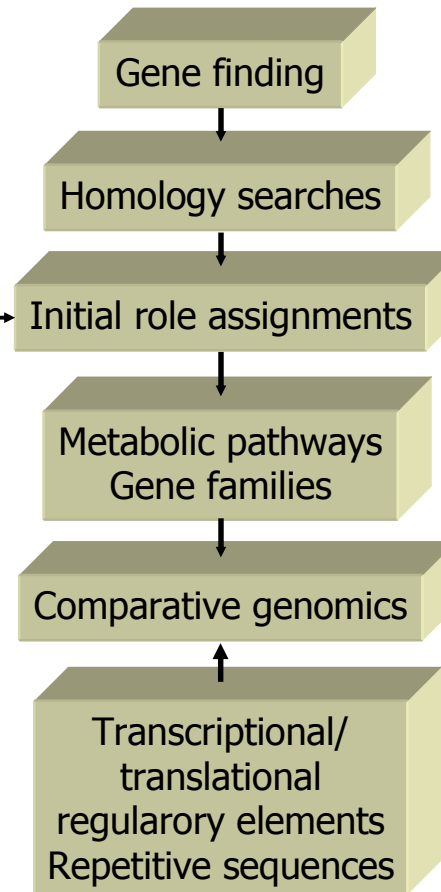 Gene finding
Homology searches
Initial role assignments
Metabolic pathways
Gene families
Comparative genomics
Transcriptional/
translational
regularory elements
Repetitive sequences